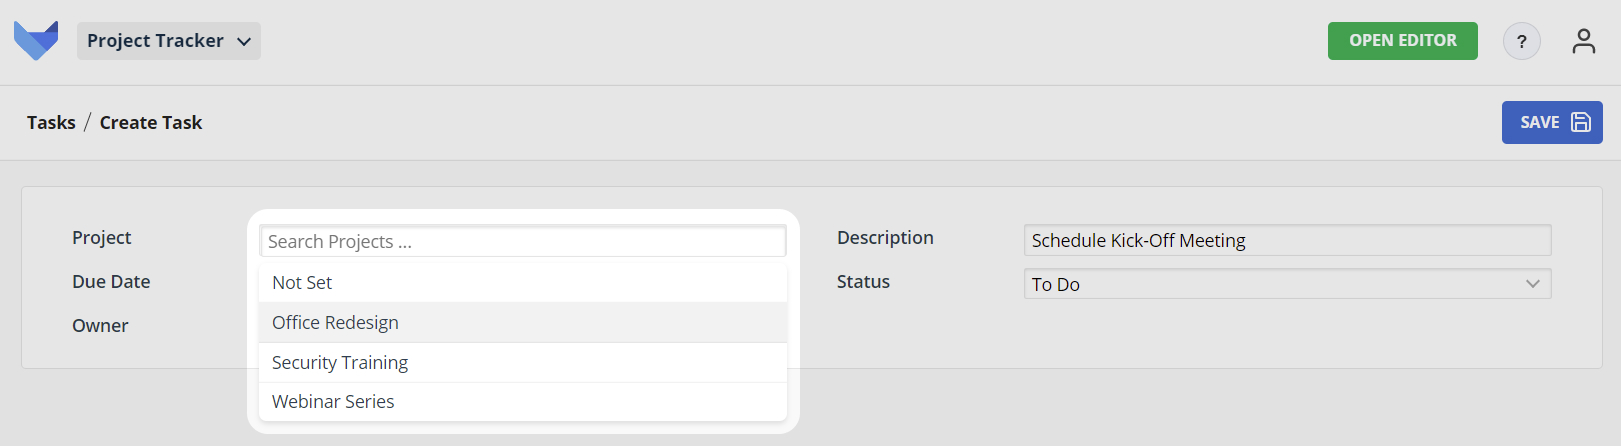 Project Tracker
OPEN EDITOR
?
Tasks / Create Task
SAVE
Project
Search Projects ...
Not Set
Office Redesign
Security Training
Webinar Series
Due Date
Owner
Description
Schedule Kick-Off Meeting
Status
To Do